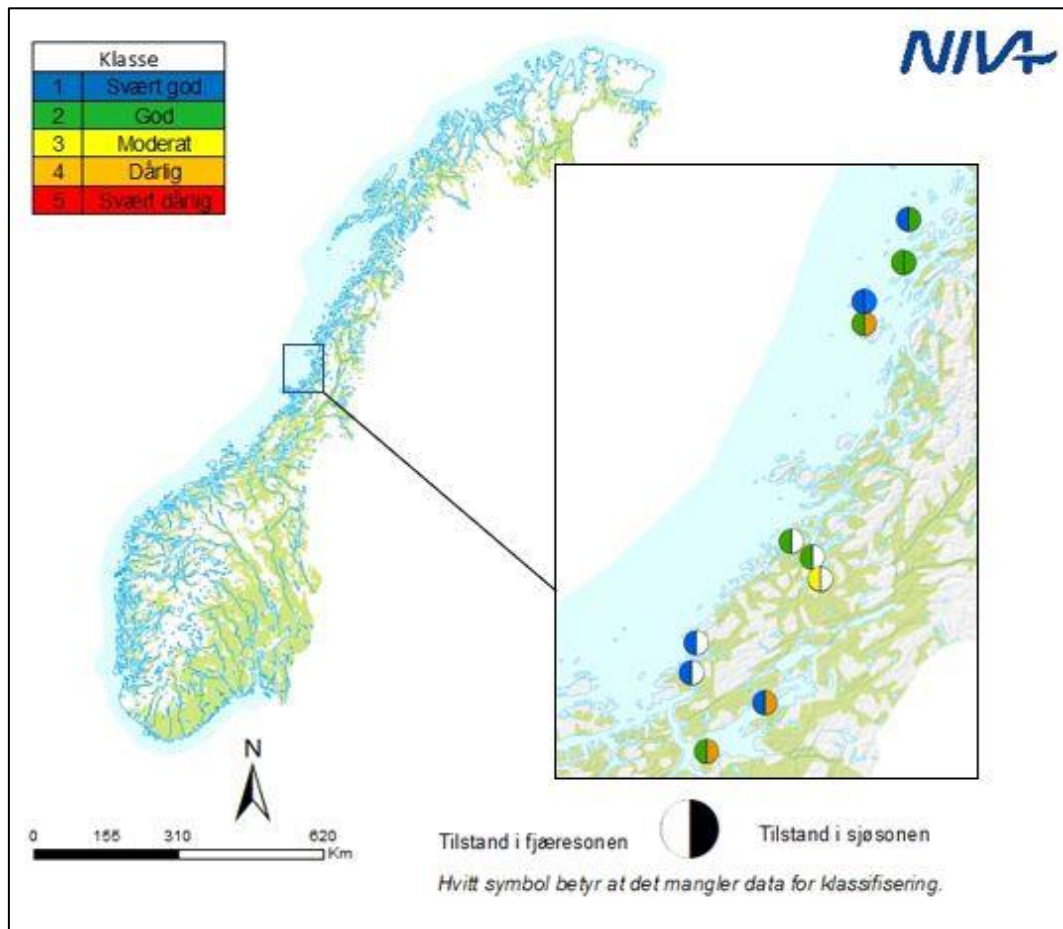 NIVA
Klasse
1 Svært god
2 God
3 Moderat
4 Dårlig
5 Svært dårlig
N
0 155 310 620
Km
Tilstand i fjæresonen Tilstand i sjøsonen
Hvitt symbol betyr at det mangler data for klassifisering.